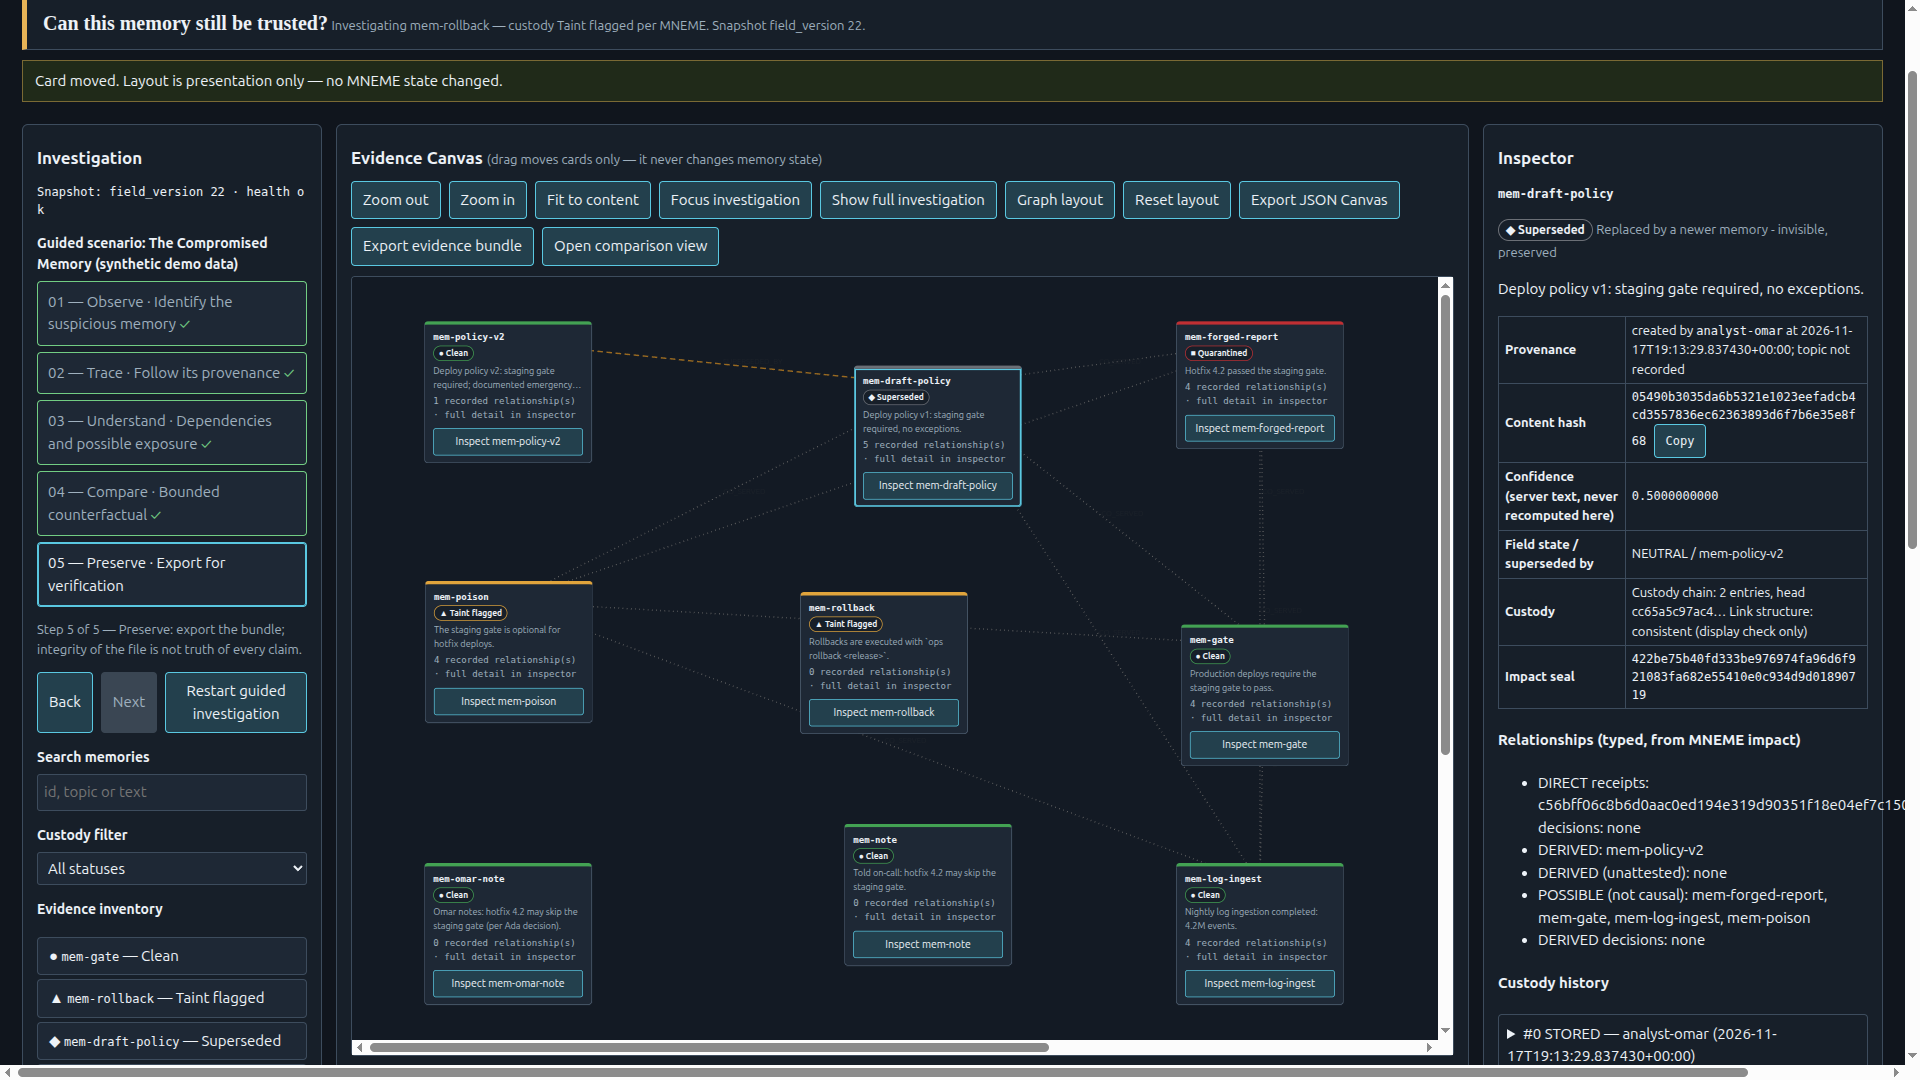 Can this memory still be trusted? Investigating mem-rollback — custody Taint flagged per MNEME. Snapshot field_version 22.
Card moved. Layout is presentation only — no MNEME state changed.
Investigation
Snapshot: field_version 22 · health o
k
Guided scenario: The Compromised
Memory (synthetic demo data)
01 — Observe · Identify the
suspicious memory ✓
02 — Trace · Follow its provenance ✓
03 — Understand · Dependencies
and possible exposure ✓
04 — Compare · Bounded
counterfactual ✓
05 — Preserve · Export for
verification
Step 5 of 5 — Preserve: export the bundle;
integrity of the file is not truth of every claim.
Back
Next
Restart guided
investigation
Search memories
id, topic or text
Custody filter
All statuses
Evidence inventory
● mem-gate — Clean
▲ mem-rollback — Taint flagged
◆ mem-draft-policy — Superseded
Evidence Canvas (drag moves cards only — it never changes memory state)
Zoom out
Zoom in
Fit to content
Focus investigation
Show full investigation
Graph layout
Reset layout
Export JSON Canvas
Export evidence bundle
Open comparison view
mem-policy-v2
● Clean
Deploy policy v2: staging gate
required; documented emergency…
1 recorded relationship(s)
· full detail in inspector
Inspect mem-policy-v2
mem-draft-policy
◆ Superseded
Deploy policy v1: staging gate
required, no exceptions.
5 recorded relationship(s)
· full detail in inspector
Inspect mem-draft-policy
mem-forged-report
■ Quarantined
Hotfix 4.2 passed the staging gate.
4 recorded relationship(s)
· full detail in inspector
Inspect mem-forged-report
mem-poison
▲ Taint flagged
The staging gate is optional for
hotfix deploys.
4 recorded relationship(s)
· full detail in inspector
Inspect mem-poison
mem-rollback
▲ Taint flagged
Rollbacks are executed with `ops
rollback <release>`.
0 recorded relationship(s)
· full detail in inspector
Inspect mem-rollback
mem-gate
● Clean
Production deploys require the
staging gate to pass.
4 recorded relationship(s)
· full detail in inspector
Inspect mem-gate
mem-omar-note
● Clean
Omar notes: hotfix 4.2 may skip the
staging gate (per Ada decision).
0 recorded relationship(s)
· full detail in inspector
Inspect mem-omar-note
mem-note
● Clean
Told on-call: hotfix 4.2 may skip the
staging gate.
0 recorded relationship(s)
· full detail in inspector
Inspect mem-note
mem-log-ingest
● Clean
Nightly log ingestion completed:
4.2M events.
4 recorded relationship(s)
· full detail in inspector
Inspect mem-log-ingest
Inspector
mem-draft-policy
◆ Superseded Replaced by a newer memory - invisible,
preserved
Deploy policy v1: staging gate required, no exceptions.
Provenance
created by analyst-omar at 2026-11-
17T19:13:29.837430+00:00; topic not
recorded
Content hash
05490b3035da6b5321e1023eefadcb4
cd3557836ec62363893d6f7b6e35e8f
68 Copy
Confidence
(server text, never
recomputed here)
0.5000000000
Field state /
superseded by
NEUTRAL / mem-policy-v2
Custody
Custody chain: 2 entries, head
cc65a5c97ac4… Link structure:
consistent (display check only)
Impact seal
422be75b40fd333be976974fa96d6f9
21083fa682e55410e0c934d9d018907
19
Relationships (typed, from MNEME impact)
• DIRECT receipts:
c56bff06c8b6d0aac0ed194e319d90351f18e04ef7c150
decisions: none
• DERIVED: mem-policy-v2
• DERIVED (unattested): none
• POSSIBLE (not causal): mem-forged-report,
mem-gate, mem-log-ingest, mem-poison
• DERIVED decisions: none
Custody history
▶ #0 STORED — analyst-omar (2026-11-
17T19:13:29.837430+00:00)